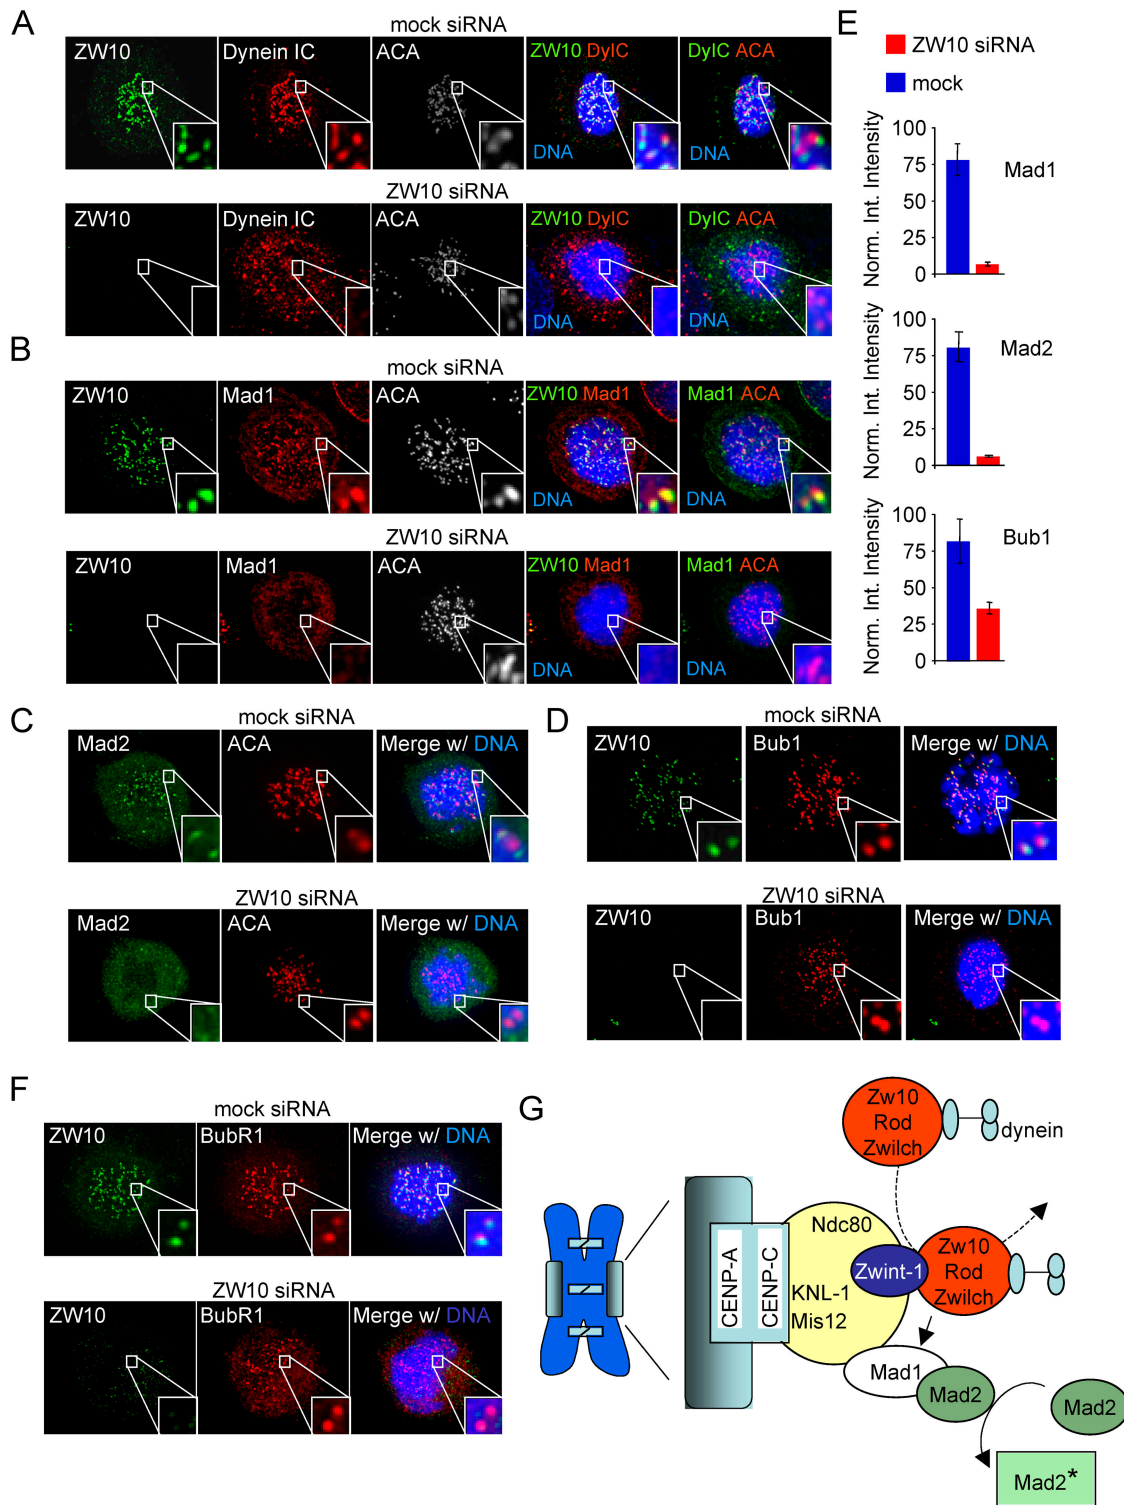 A
mock siRNA
ZW10
Dynein IC
ACA
ZW10 DyIC
DNA
DyIC ACA
ZW10 siRNA
ZW10
Dynein IC
ACA
ZW10 DyIC
DNA
DyIC ACA
DNA
B
mock siRNA
ZW10
Mad1
ACA
ZW10 Mad1
DNA
Mad1 ACA
DNA
ZW10 siRNA
ZW10
Mad1
ACA
ZW10 Mad1
DNA
Mad1 ACA
DNA
C
mock siRNA
Mad2
ACA
Merge w/ DNA
ZW10 siRNA
Mad2
ACA
Merge w/ DNA
D
mock siRNA
ZW10
Bub1
Merge w/ DNA
ZW10 siRNA
ZW10
Bub1
Merge w/ DNA
E
ZW10 siRNA
mock
Norm. Int. Intensity
100
75
50
25
0
Mad1
Norm. Int. Intensity
100
75
50
25
0
Mad2
Norm. Int. Intensity
100
75
50
25
0
Bub1
F
mock siRNA
ZW10
BubR1
Merge w/ DNA
ZW10 siRNA
ZW10
BubR1
Merge w/ DNA
G
Zw10
Rod
Zwilch
dynein
CENP-A
CENP-C
Ndc80
KNL-1
Mis12
Zwint-1
Zw10
Rod
Zwilch
Mad1
Mad2
Mad2
Mad2*